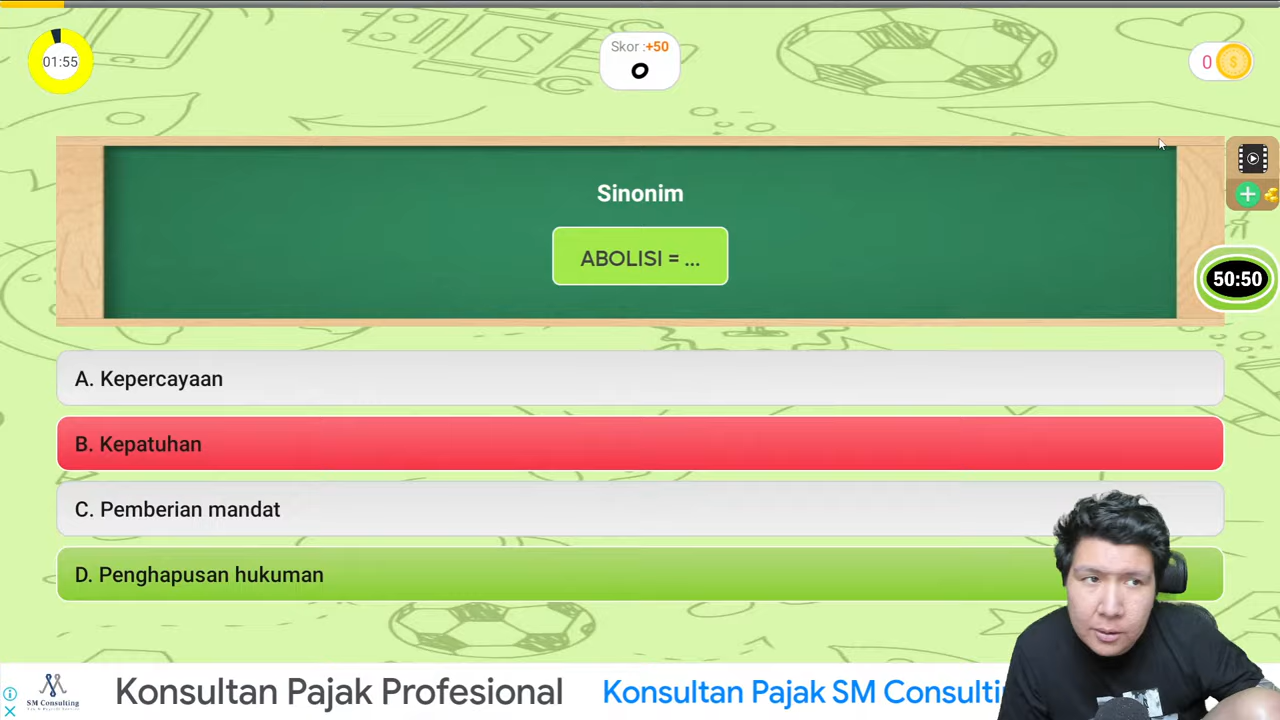 01:55
Skor :+50
0
0
Sinonim
ABOLISI = ...
50:50
A. Kepercayaan
B. Kepatuhan
C. Pemberian mandat
D. Penghapusan hukuman
SM Consulting
Konsultan Pajak Profesional
Konsultan Pajak SM Consulti